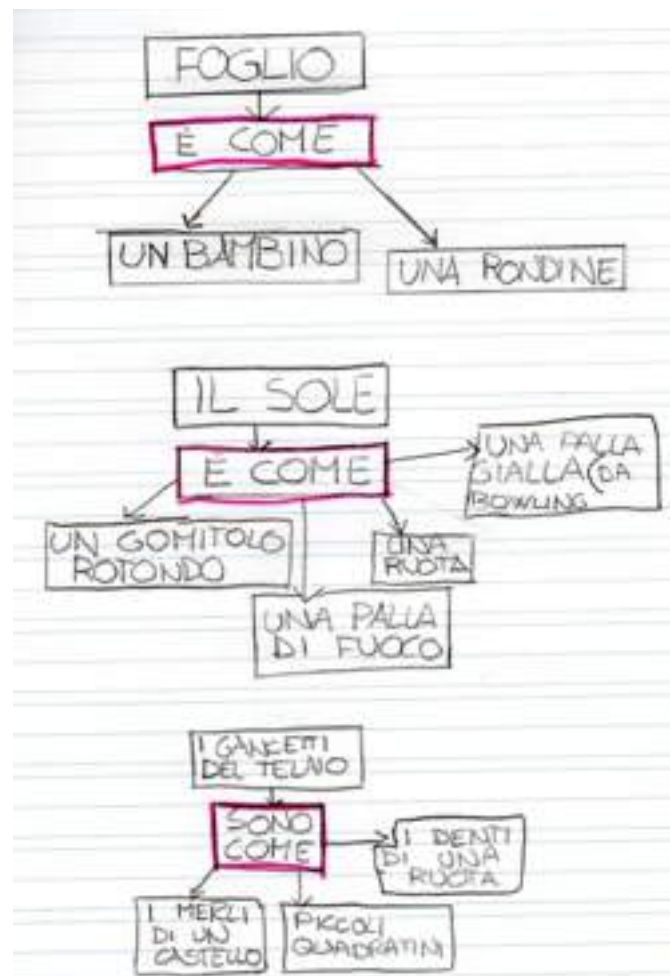 FOGLIO
È COME
UN BAMBINO
UNA RONDINE
IL SOLE
È COME
UNA PALLA
GIALLA (DA
BOWLING
UN GOMITOLO
ROTONDO
UNA
RUOTA
UNA PALLA
DI FUOCO
I GANCETTI
DEL TELAIO
SONO
COME
I DENTI
DI UNA
RUOTA
I MERLI
DI UN
CASTELLO
PICCOLI
QUADRATINI